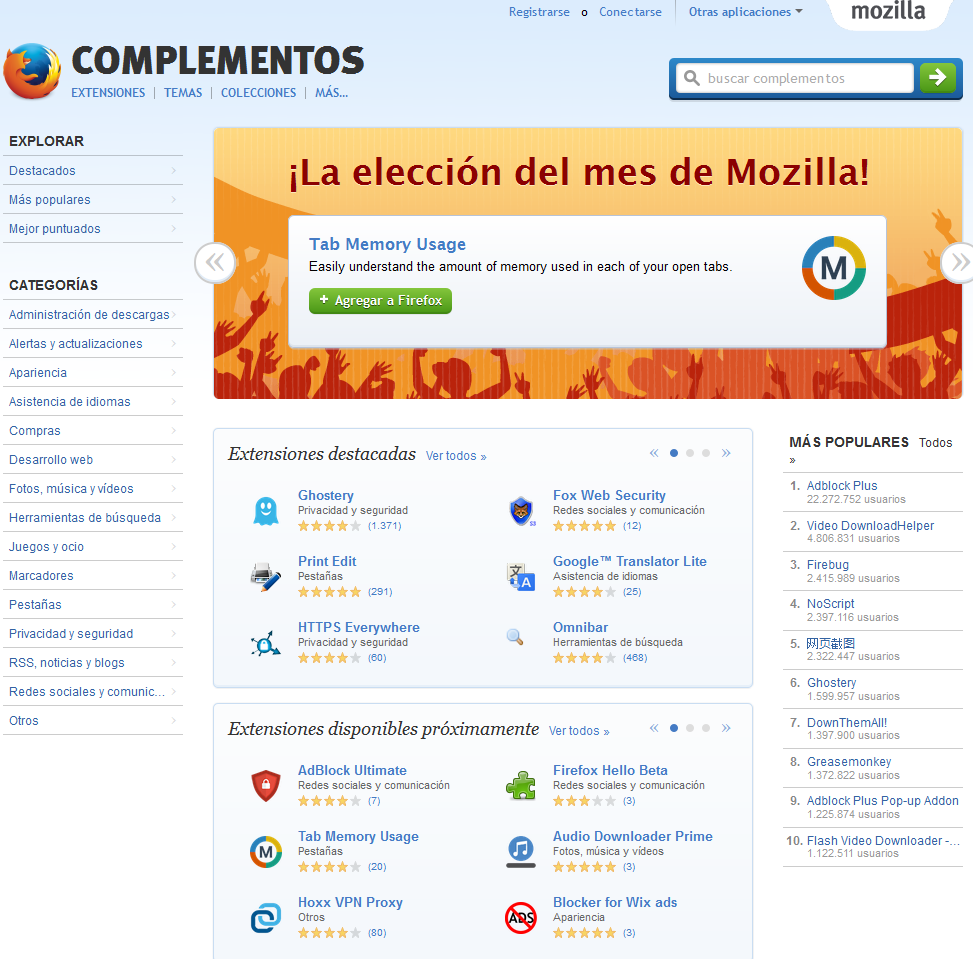 Registrarse o Conectarse
Otras aplicaciones
mozilla
COMPLEMENTOS
EXTENSIONES | TEMAS | COLECCIONES | MÁS...
buscar complementos
EXPLORAR
Destacados
Más populares
Mejor puntuados
CATEGORÍAS
Administración de descargas
Alertas y actualizaciones
Apariencia
Asistencia de idiomas
Compras
Desarrollo web
Fotos, música y vídeos
Herramientas de búsqueda
Juegos y ocio
Marcadores
Pestañas
Privacidad y seguridad
RSS, noticias y blogs
Redes sociales y comunic...
Otros
¡La elección del mes de Mozilla!
Tab Memory Usage
Easily understand the amount of memory used in each of your open tabs.
+ Agregar a Firefox
M
Extensiones destacadas Ver todos »
Ghostery
Privacidad y seguridad
(1.371)
Fox Web Security
Redes sociales y comunicación
(12)
Print Edit
Pestañas
(291)
Google™ Translator Lite
Asistencia de idiomas
(25)
HTTPS Everywhere
Privacidad y seguridad
(60)
Omnibar
Herramientas de búsqueda
(468)
Extensiones disponibles próximamente Ver todos »
AdBlock Ultimate
Redes sociales y comunicación
(7)
Firefox Hello Beta
Redes sociales y comunicación
(3)
M
Tab Memory Usage
Pestañas
(20)
Audio Downloader Prime
Fotos, música y vídeos
(3)
Hoxx VPN Proxy
Otros
(80)
ADS
Blocker for Wix ads
Apariencia
(3)
MÁS POPULARES Todos
»
1. Adblock Plus
22.272.752 usuarios
2. Video DownloadHelper
4.806.831 usuarios
3. Firebug
2.415.989 usuarios
4. NoScript
2.397.116 usuarios
5. 网页截图
2.322.447 usuarios
6. Ghostery
1.599.957 usuarios
7. DownThemAll!
1.397.900 usuarios
8. Greasemonkey
1.372.822 usuarios
9. Adblock Plus Pop-up Addon
1.225.874 usuarios
10. Flash Video Downloader -...
1.122.511 usuarios